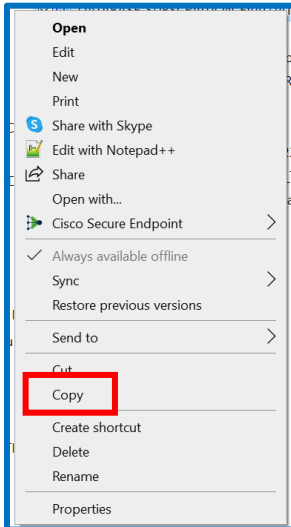 Open
Edit
New
Print
Share with Skype
Edit with Notepad++
Share
Open with...
Cisco Secure Endpoint
Always available offline
Sync
Restore previous versions
Send to
Cut
Copy
Create shortcut
Delete
Rename
Properties